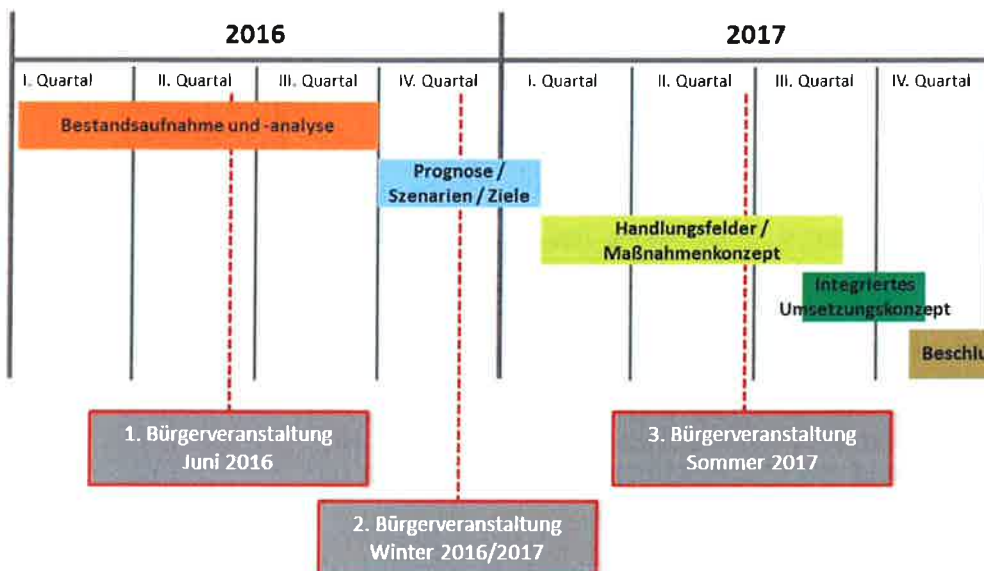 2016
2017
I. Quartal
II. Quartal
III. Quartal
IV. Quartal
I. Quartal
II. Quartal
III. Quartal
IV. Quartal
Bestandsaufnahme und -analyse
Prognose /
Szenarien / Ziele
Handlungsfelder /
Maßnahmenkonzept
Integriertes
Umsetzungskonzept
Beschlu
1. Bürgerveranstaltung
Juni 2016
3. Bürgerveranstaltung
Sommer 2017
2. Bürgerveranstaltung
Winter 2016/2017